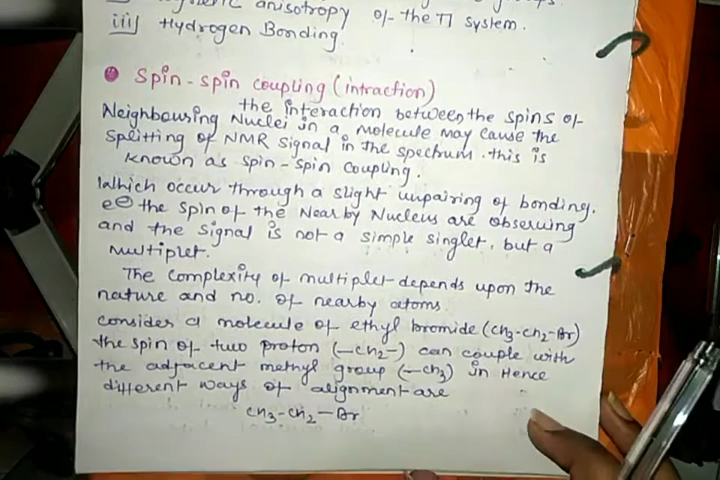 anisotropy of the π system.
iii) Hydrogen Bonding.
Spin-spin coupling (intraction)
the interaction between the spins of
Neighbousing Nuclei in a molecule may cause the
splitting of NMR signal in the spectrum. this is
known as spin-spin coupling.
Which occur through a slight unpairing of bonding.
e⊖ the spin of the Near by Nucleus are observing
and the signal is not a simple singlet, but a
multiplet.
The complexity of multiplet depends upon the
nature and no. of nearby atoms.
consider a molecule of ethyl bromide (CH3-CH2-Br)
the spin of two proton (-CH2-) can couple with
the adjacent methyl group (-CH3) in Hence
different ways of alignment are
CH3-CH2-Br